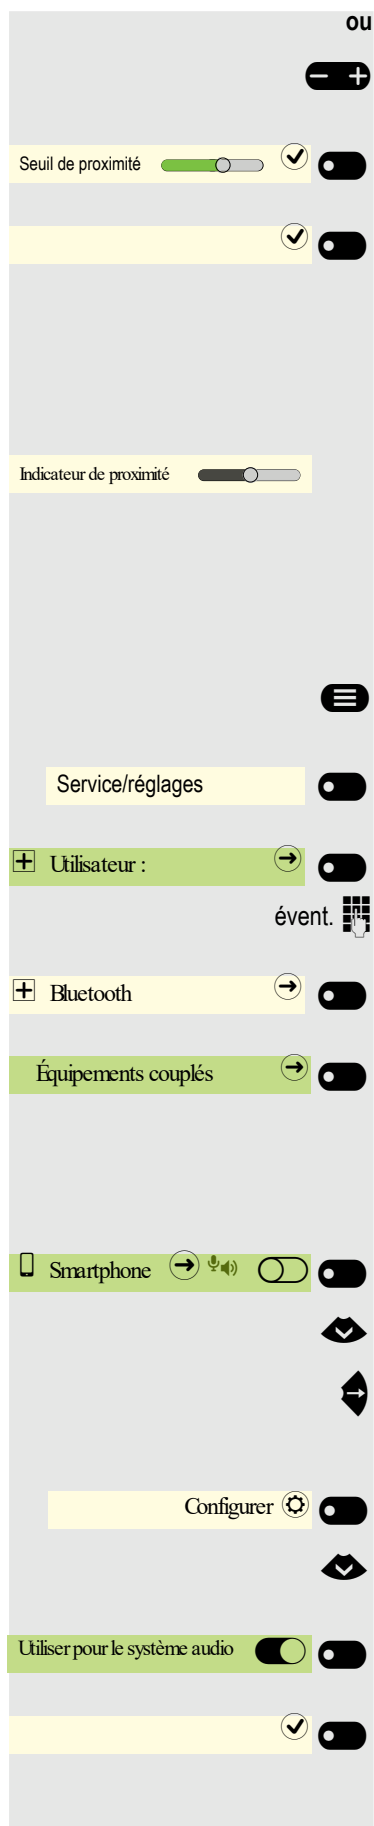 ou
Seuil de proximité
Indicateur de proximité
Service/réglages
Utilisateur :
évent.
Bluetooth
Équipements couplés
Smartphone
Configurer
Utiliser pour le système audio